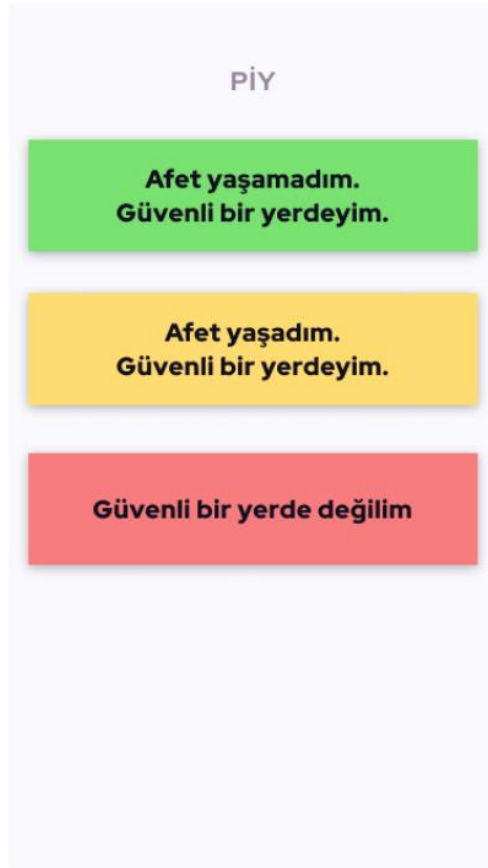 PİY
Afet yaşamadım.
Güvenli bir yerdeyim.
Afet yaşadım.
Güvenli bir yerdeyim.
Güvenli bir yerde değilim